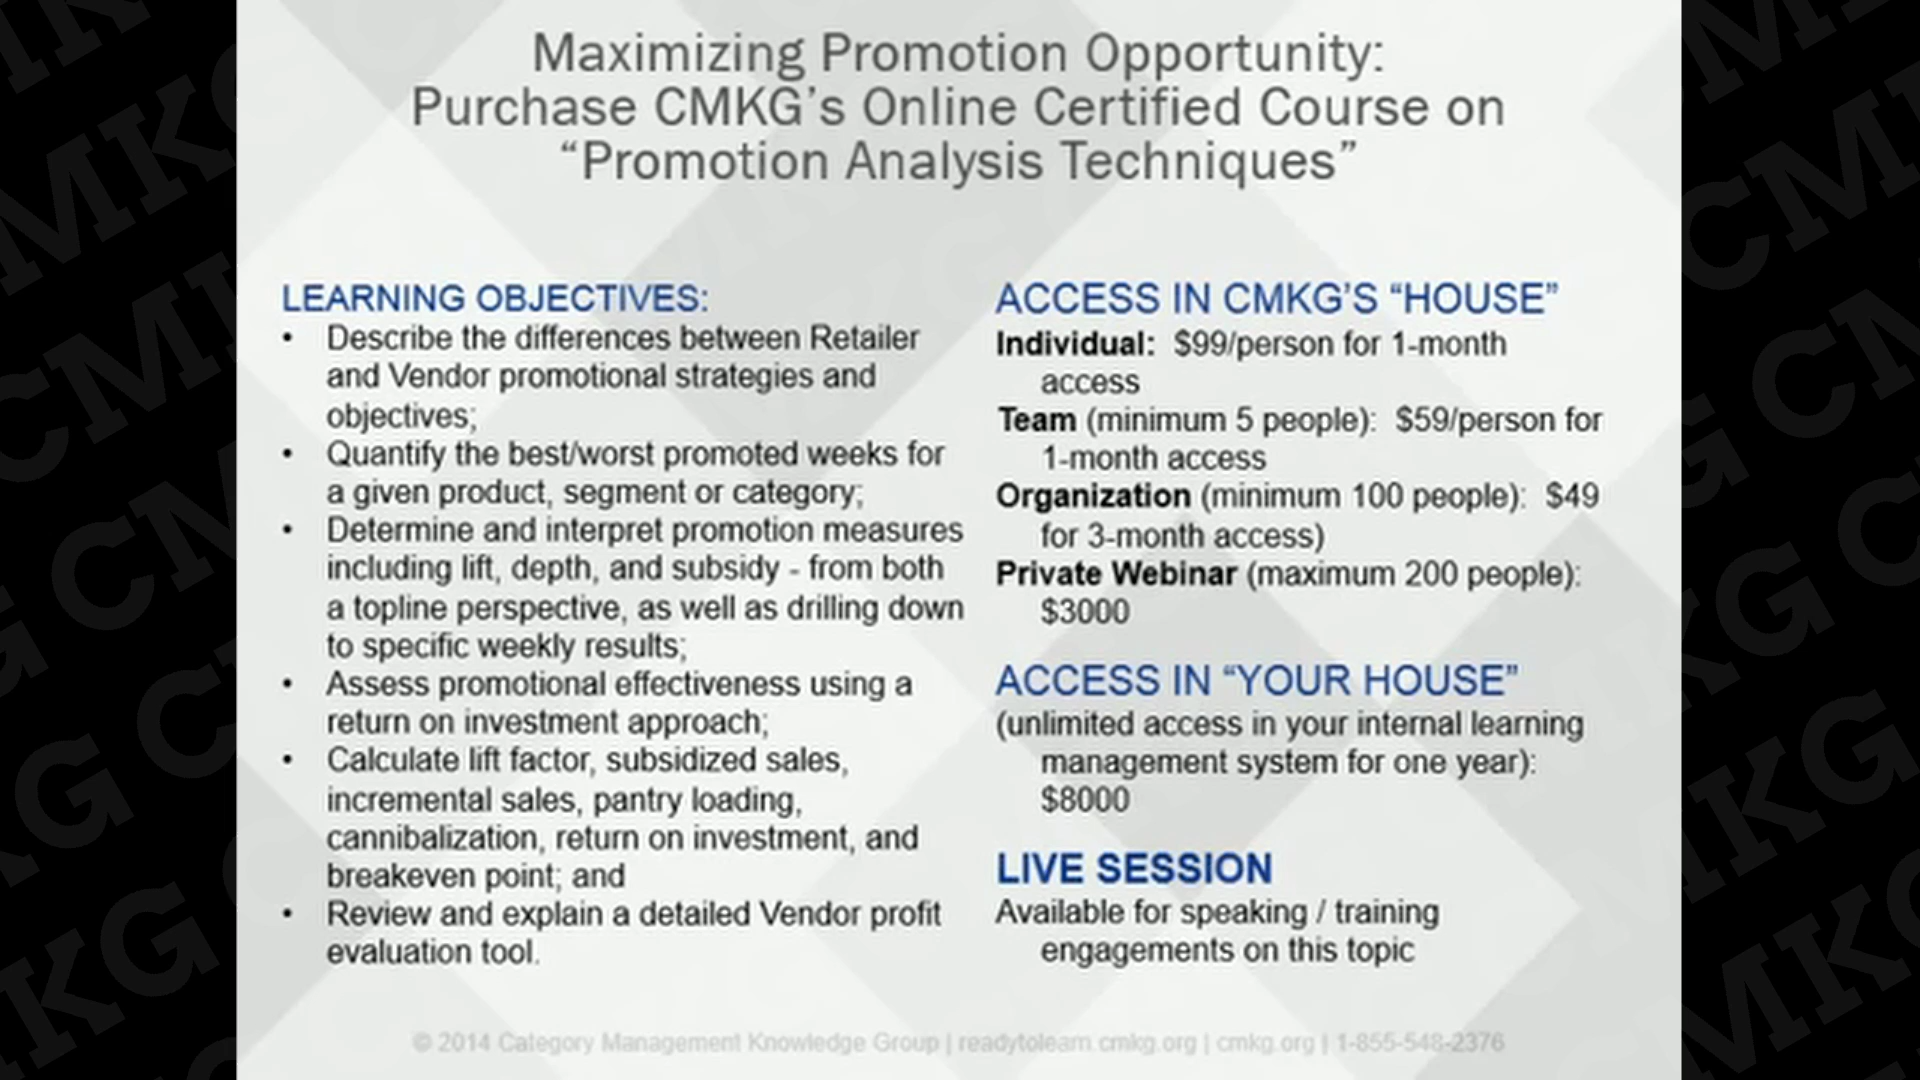 Maximizing Promotion Opportunity:
Purchase CMKG’s Online Certified Course on
“Promotion Analysis Techniques”
LEARNING OBJECTIVES:
• Describe the differences between Retailer
and Vendor promotional strategies and
objectives;
• Quantify the best/worst promoted weeks for
a given product, segment or category;
• Determine and interpret promotion measures
including lift, depth, and subsidy - from both
a topline perspective, as well as drilling down
to specific weekly results;
• Assess promotional effectiveness using a
return on investment approach;
• Calculate lift factor, subsidized sales,
incremental sales, pantry loading,
cannibalization, return on investment, and
breakeven point; and
• Review and explain a detailed Vendor profit
evaluation tool.
ACCESS IN CMKG’S “HOUSE”
Individual: $99/person for 1-month
access
Team (minimum 5 people): $59/person for
1-month access
Organization (minimum 100 people): $49
for 3-month access)
Private Webinar (maximum 200 people):
$3000
ACCESS IN “YOUR HOUSE”
(unlimited access in your internal learning
management system for one year):
$8000
LIVE SESSION
Available for speaking / training
engagements on this topic
© 2014 Category Management Knowledge Group | readytolearn.cmkg.org | cmkg.org | 1-855-548-2376